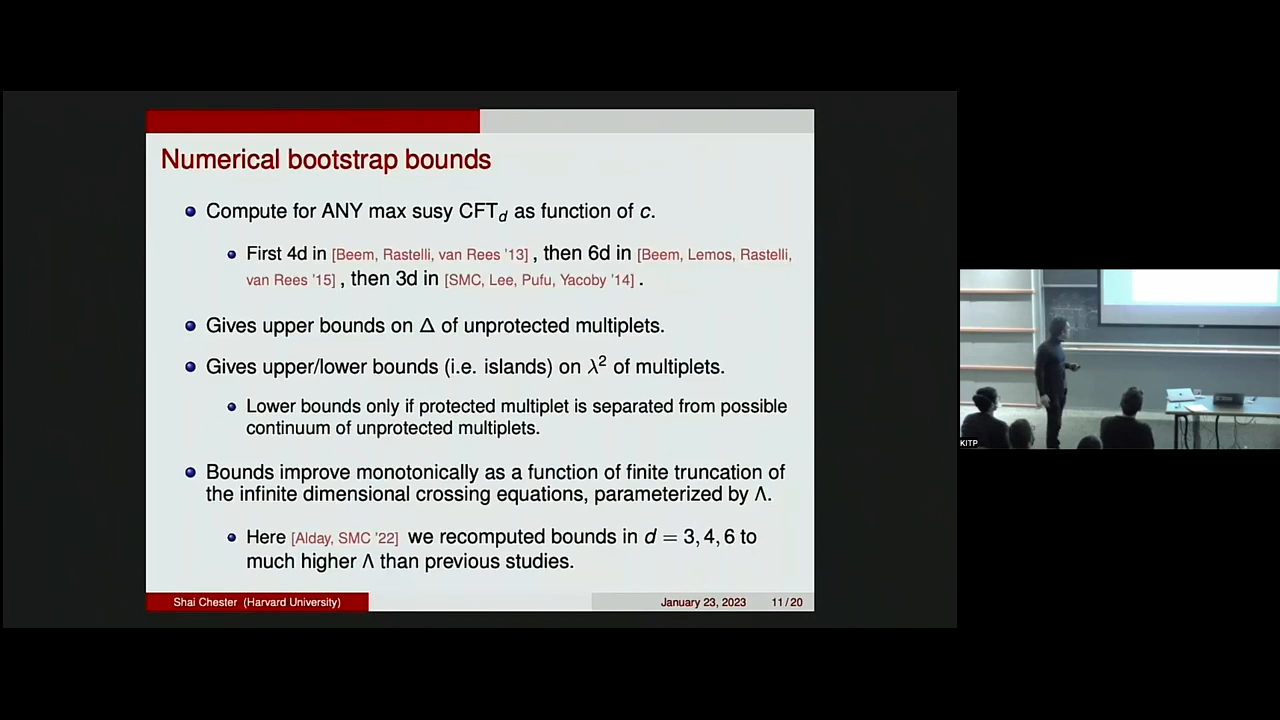 Numerical bootstrap bounds
Compute for ANY max susy CFT_d as function of c.
First 4d in [Beem, Rastelli, van Rees '13] , then 6d in [Beem, Lemos, Rastelli,
van Rees '15] , then 3d in [SMC, Lee, Pufu, Yacoby '14] .
Gives upper bounds on Δ of unprotected multiplets.
Gives upper/lower bounds (i.e. islands) on λ² of multiplets.
Lower bounds only if protected multiplet is separated from possible
continuum of unprotected multiplets.
Bounds improve monotonically as a function of finite truncation of
the infinite dimensional crossing equations, parameterized by Λ.
Here [Alday, SMC '22] we recomputed bounds in d = 3, 4, 6 to
much higher Λ than previous studies.
Shai Chester (Harvard University) January 23, 2023 11 / 20
KITP